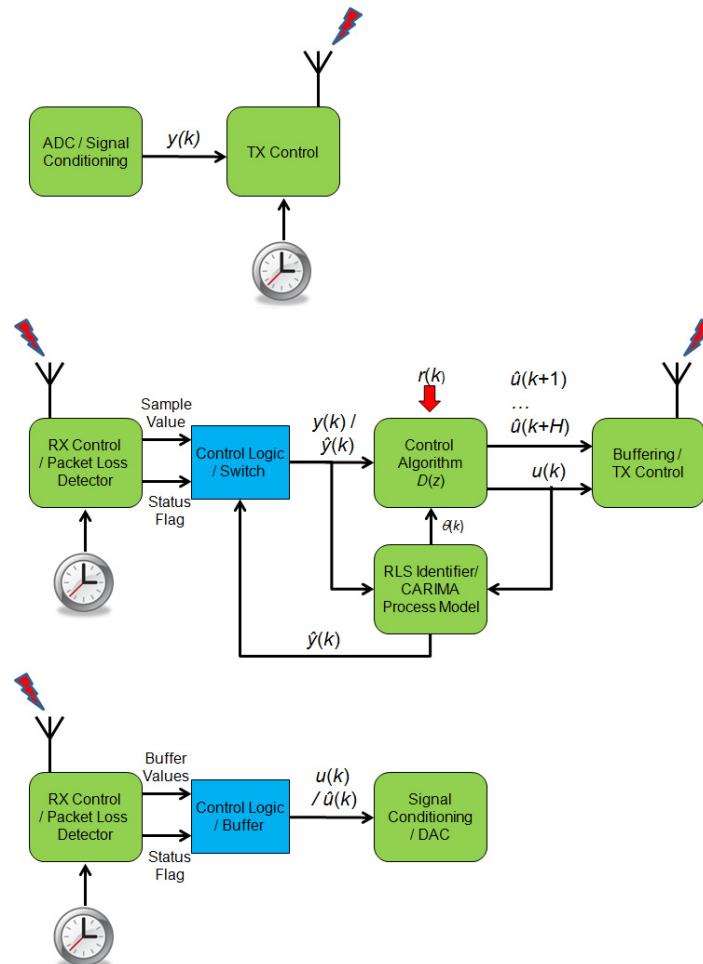 ADC / Signal
Conditioning
y(k)
TX Control
RX Control
/ Packet Loss
Detector
Sample
Value
Status
Flag
Control Logic
/ Switch
y(k) /
ŷ(k)
r(k)
Control
Algorithm
D(z)
û(k+1)
...
û(k+H)
u(k)
Buffering /
TX Control
θ(k)
RLS Identifier/
CARIMA
Process Model
ŷ(k)
RX Control
/ Packet Loss
Detector
Buffer
Values
Status
Flag
Control Logic
/ Buffer
u(k)
/ û(k)
Signal
Conditioning
/ DAC